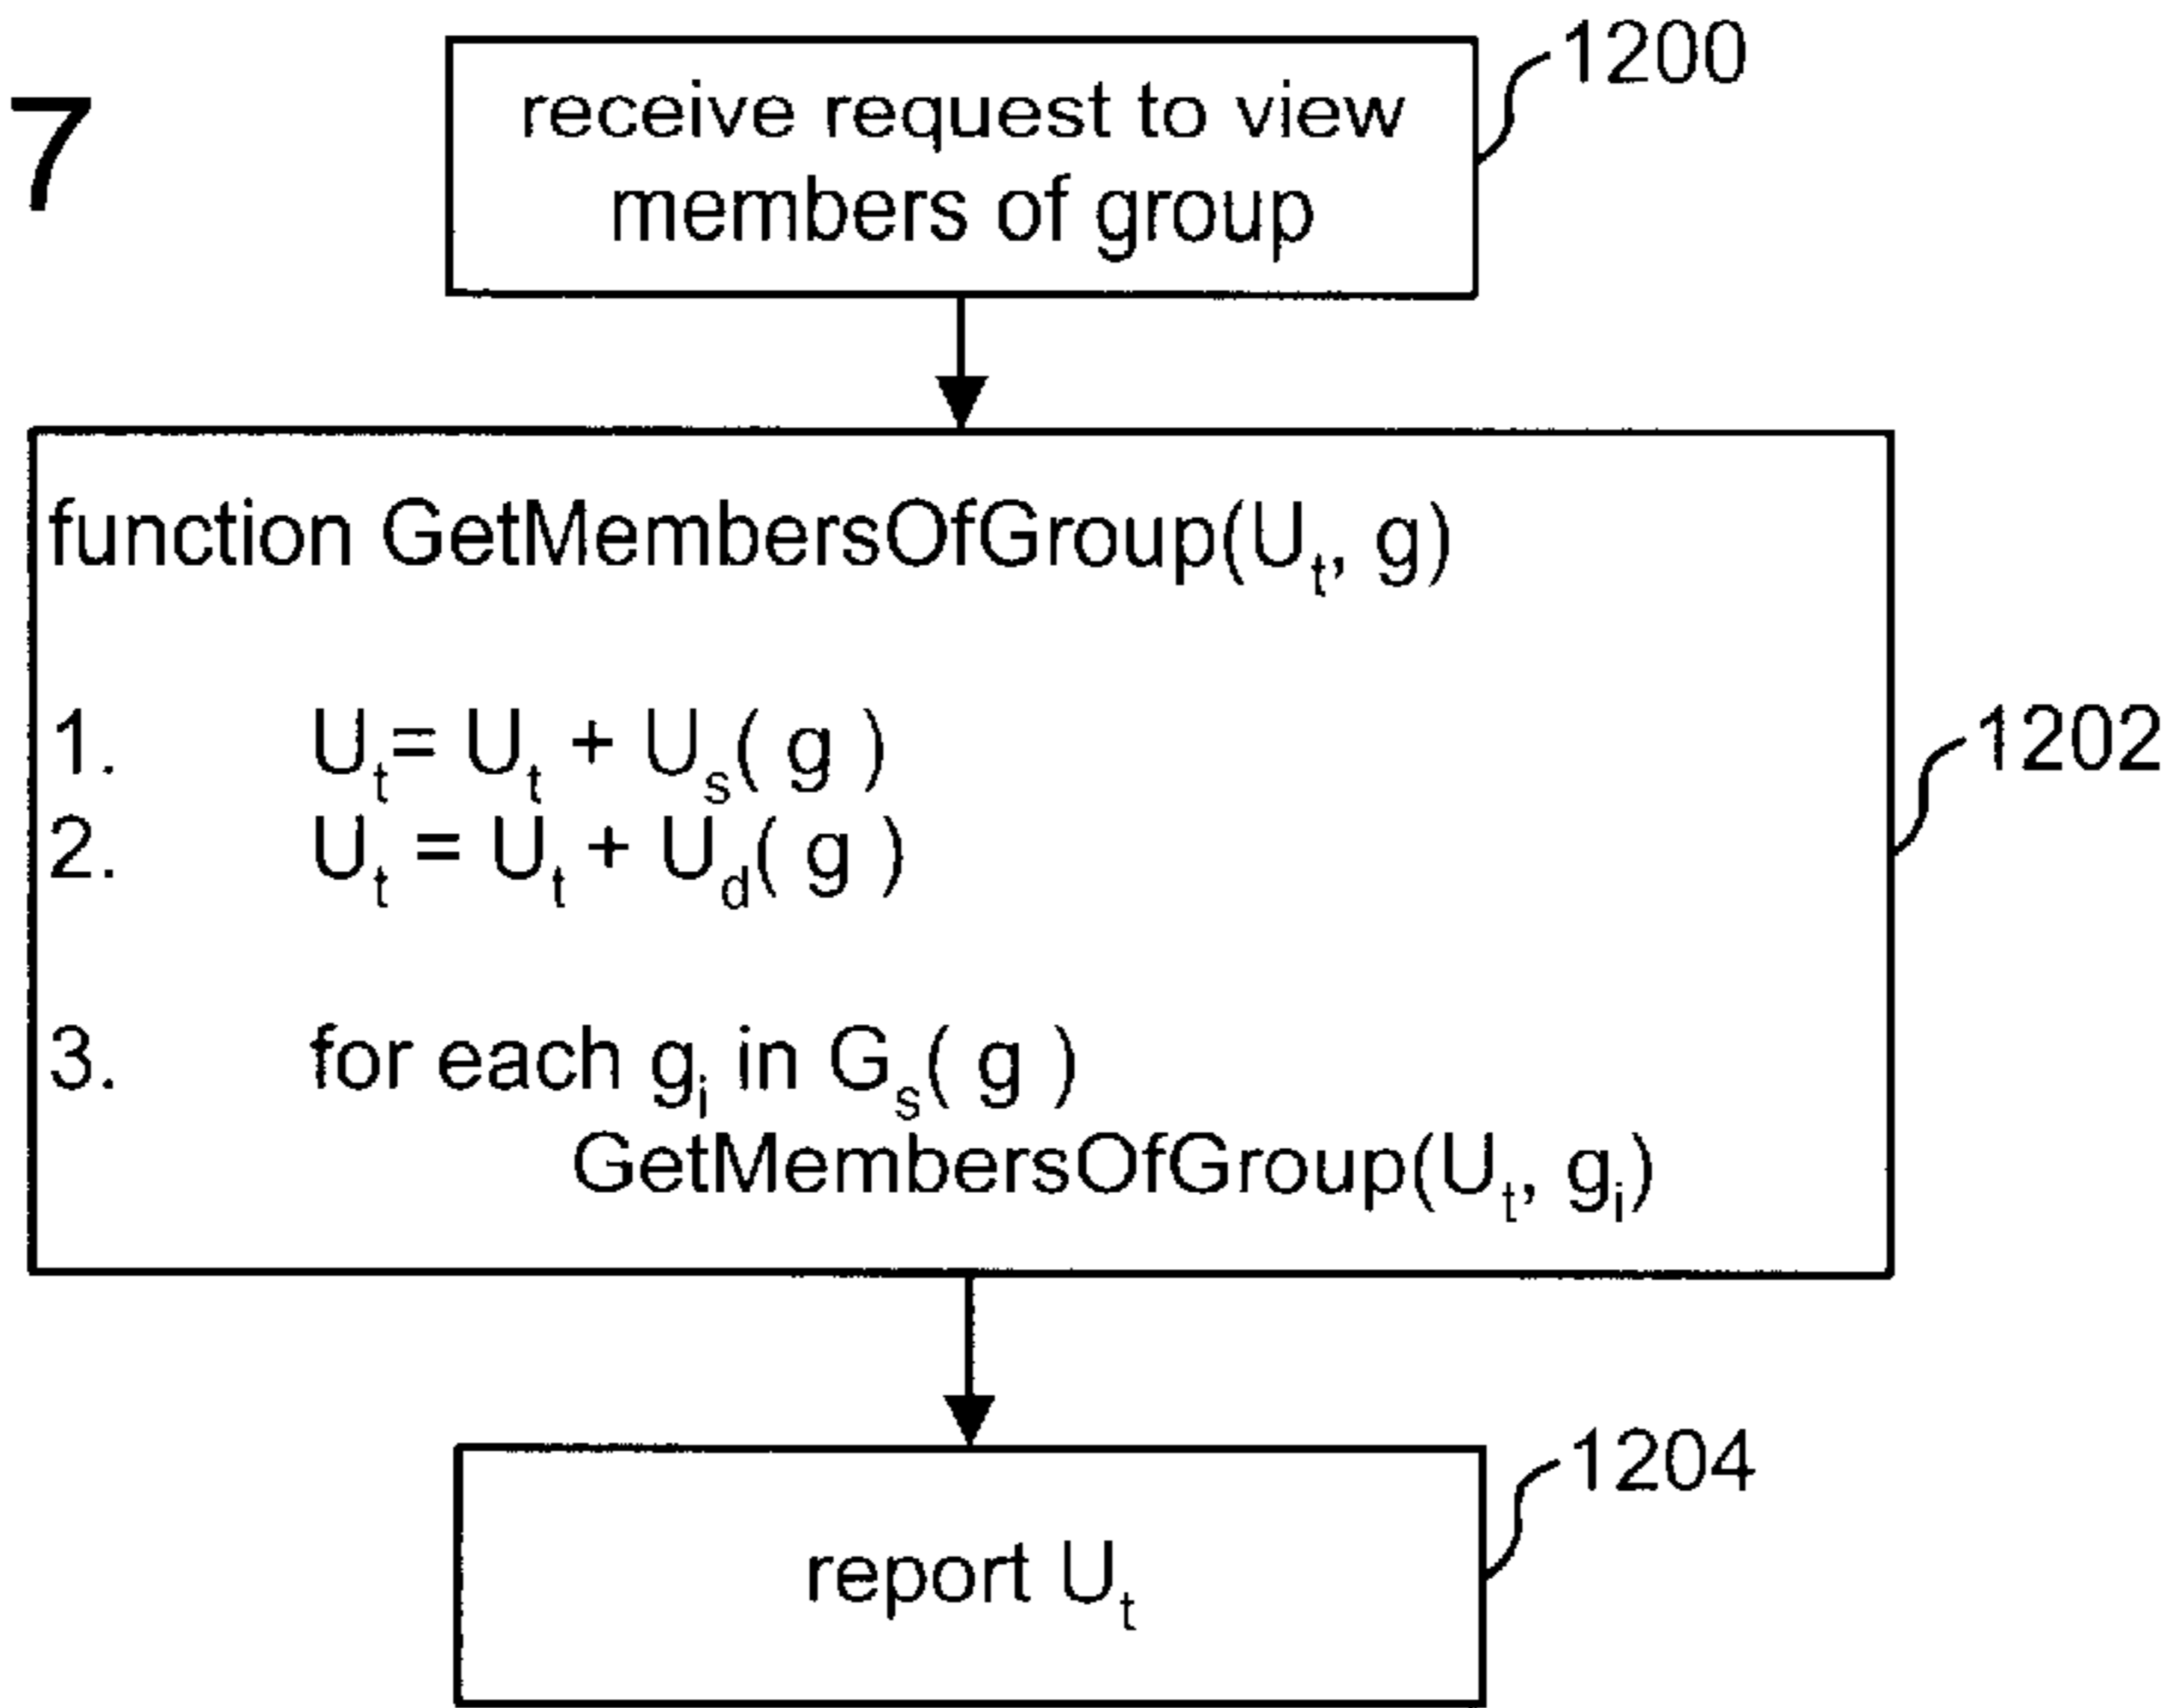 7
receive request to view
members of group
1200
function GetMembersOfGroup(Uₜ, g)
1. Uₜ= Uₜ + Uₛ( g )
2. Uₜ = Uₜ + U_d( g )
1202
3. for each gᵢ in Gₛ( g )
GetMembersOfGroup(Uₜ, gᵢ)
report Uₜ
1204